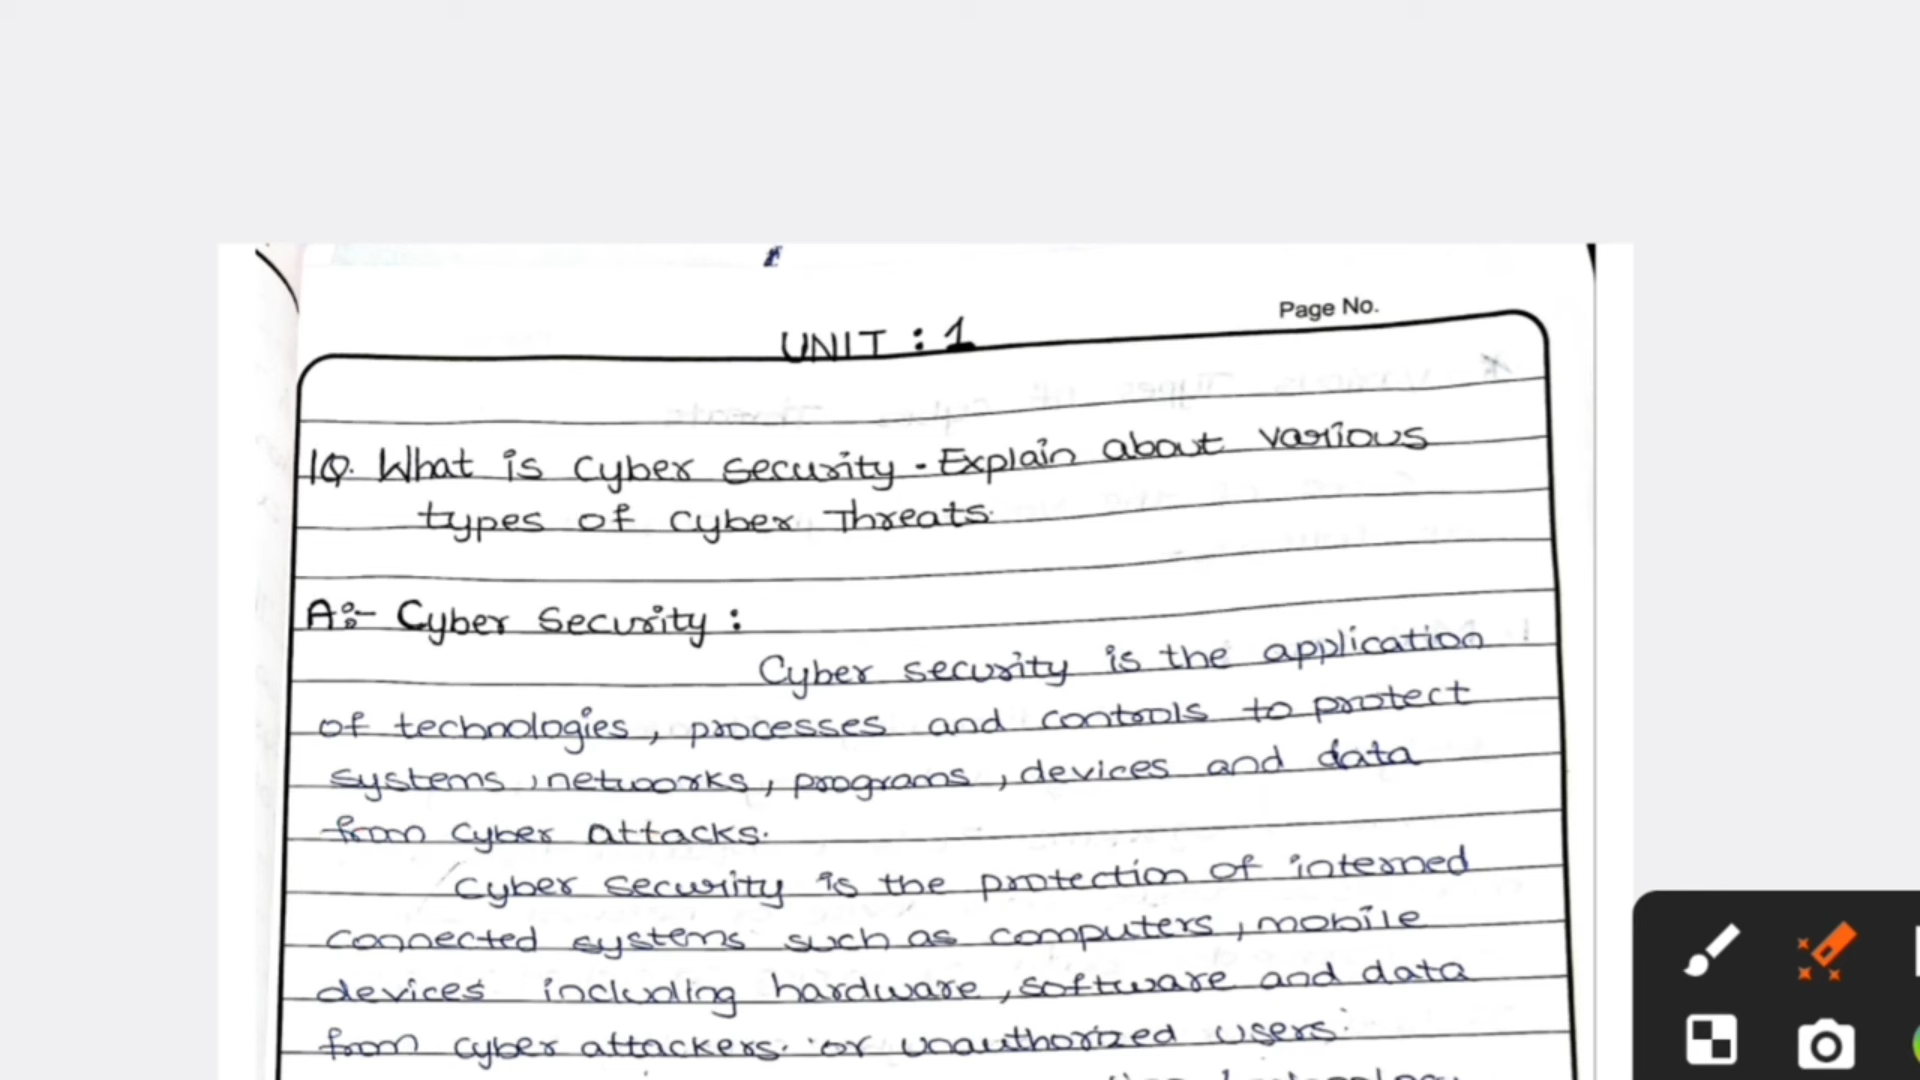 Page No.
UNIT : 1
1Q. What is cyber security - Explain about various
types of cyber Threats.
A:- Cyber Security :
Cyber security is the application
of technologies, processes and controls to protect
systems, networks, programs, devices and data
from cyber attacks.
cyber security is the protection of interned
connected systems such as computers, mobile
devices including hardware, software and data
from cyber attackers. or unauthorized users.